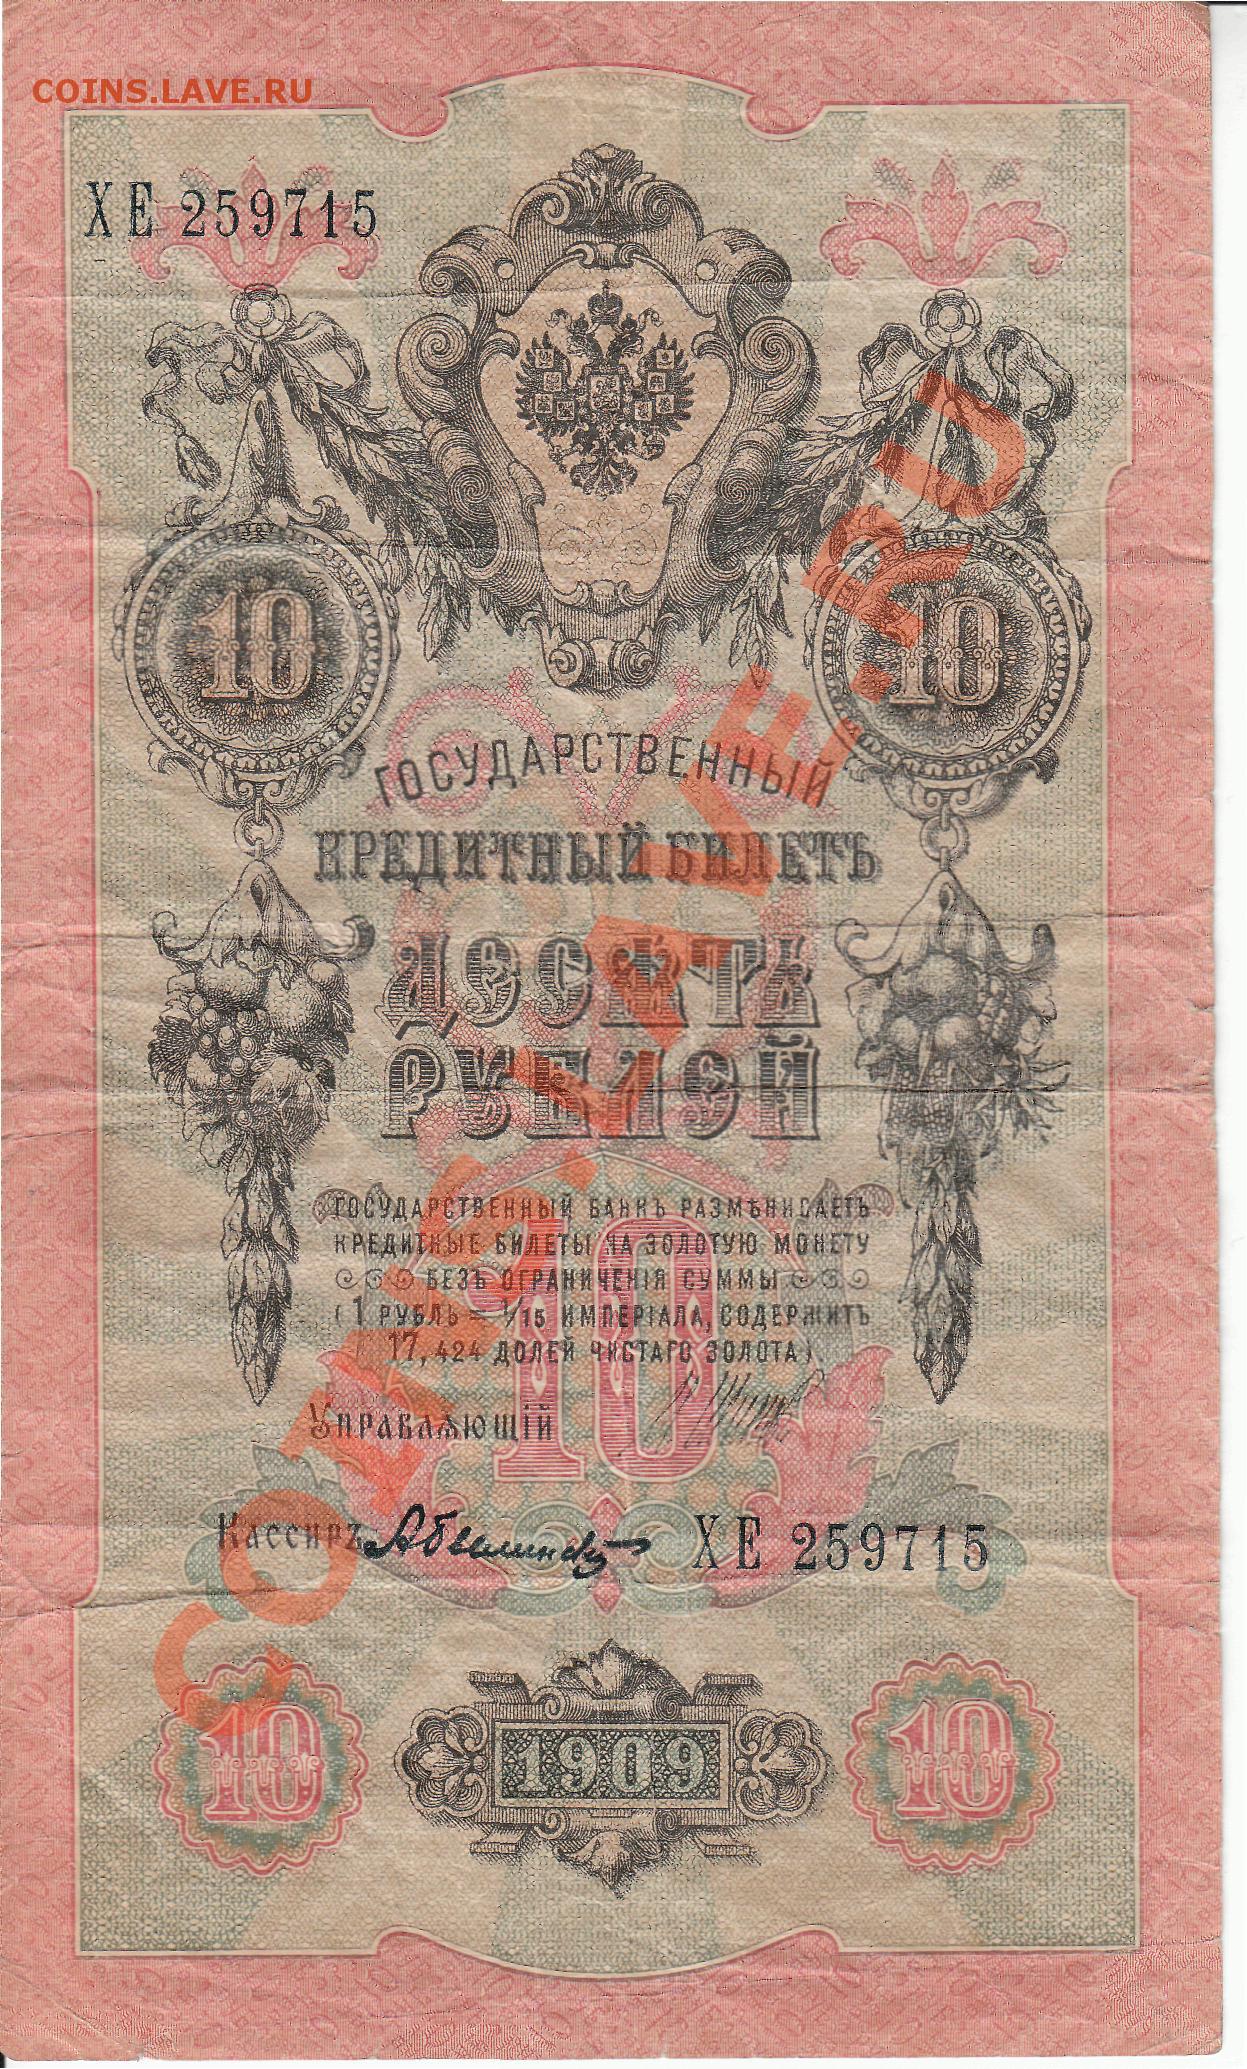 COINS.LAVE.RU
ХЕ 259715
10 10
ГОСУДАРСТВЕННЫЙ
КРЕДИТНЫЙ БИЛЕТЪ
ДЕСЯТЬ
РУБЛЕЙ
ГОСУДАРСТВЕННЫЙ БАНКЪ РАЗМѢНИВАЕТЪ
КРЕДИТНЫЕ БИЛЕТЫ НА ЗОЛОТУЮ МОНЕТУ
БЕЗЪ ОГРАНИЧЕНІЯ СУММЫ
(1 РУБЛЬ = 1/15 ИМПЕРІАЛА, СОДЕРЖИТЪ
17,424 ДОЛЕЙ ЧИСТАГО ЗОЛОТА).
10
Управляющій
Кассиръ
ХЕ 259715
10 1909 10
COINS.LAVE.RU